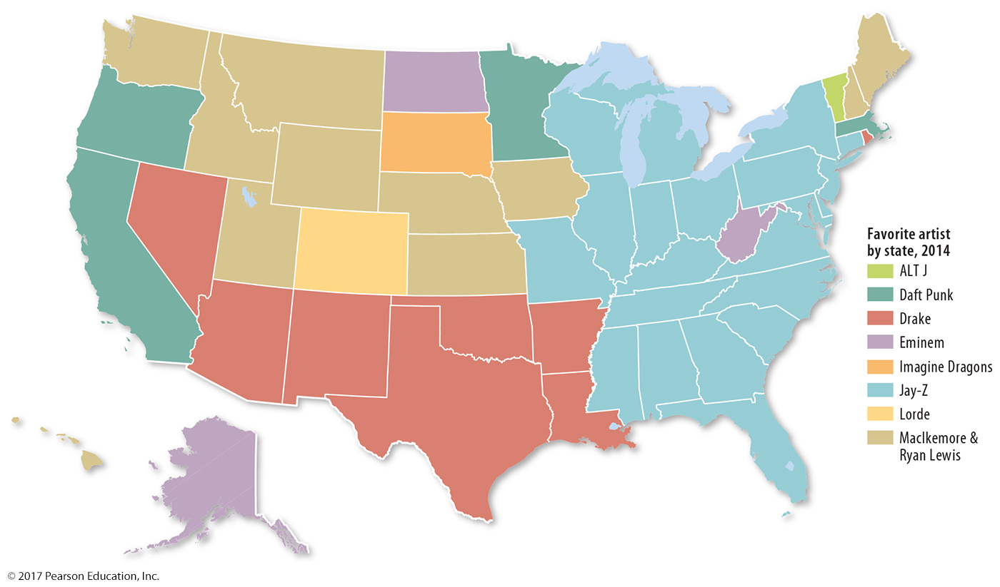 Favorite artist
by state, 2014
ALT J
Daft Punk
Drake
Eminem
Imagine Dragons
Jay-Z
Lorde
Maclkemore &
Ryan Lewis
© 2017 Pearson Education, Inc.